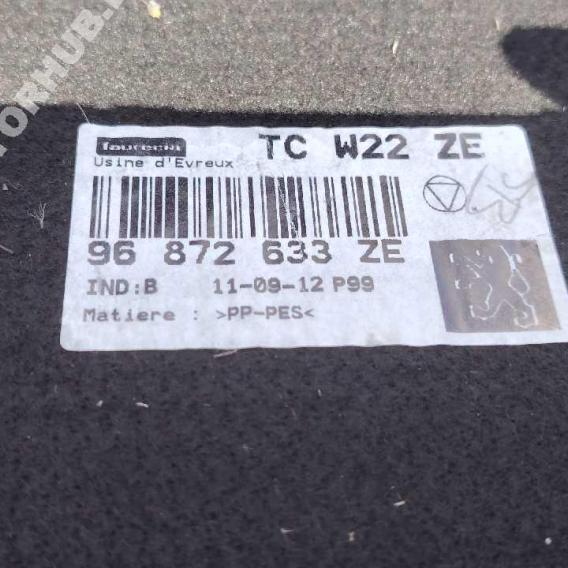 faurecia
TC W22 ZE
Usine d'Evreux
96 872 633 ZE
IND:B 11-09-12 P99
Matiere : >PP-PES<